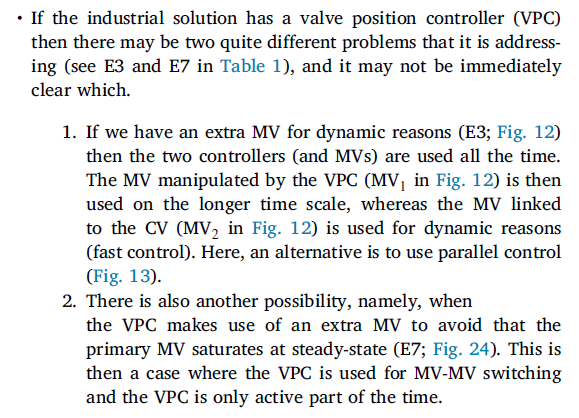 • If the industrial solution has a valve position controller (VPC)
then there may be two quite different problems that it is address-
ing (see E3 and E7 in Table 1), and it may not be immediately
clear which.
1. If we have an extra MV for dynamic reasons (E3; Fig. 12)
then the two controllers (and MVs) are used all the time.
The MV manipulated by the VPC (MV₁ in Fig. 12) is then
used on the longer time scale, whereas the MV linked
to the CV (MV₂ in Fig. 12) is used for dynamic reasons
(fast control). Here, an alternative is to use parallel control
(Fig. 13).
2. There is also another possibility, namely, when
the VPC makes use of an extra MV to avoid that the
primary MV saturates at steady-state (E7; Fig. 24). This is
then a case where the VPC is used for MV-MV switching
and the VPC is only active part of the time.